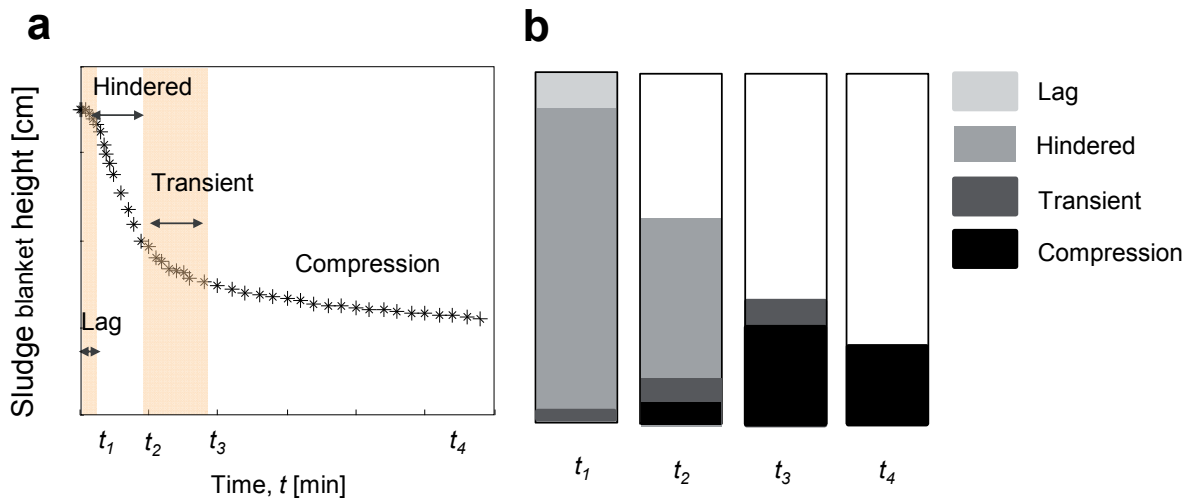 a
Sludge blanket height [cm]
Hindered
Transient
Compression
Lag
t1 t2 t3 t4
Time, t [min]
b
Lag
Hindered
Transient
Compression
t1 t2 t3 t4